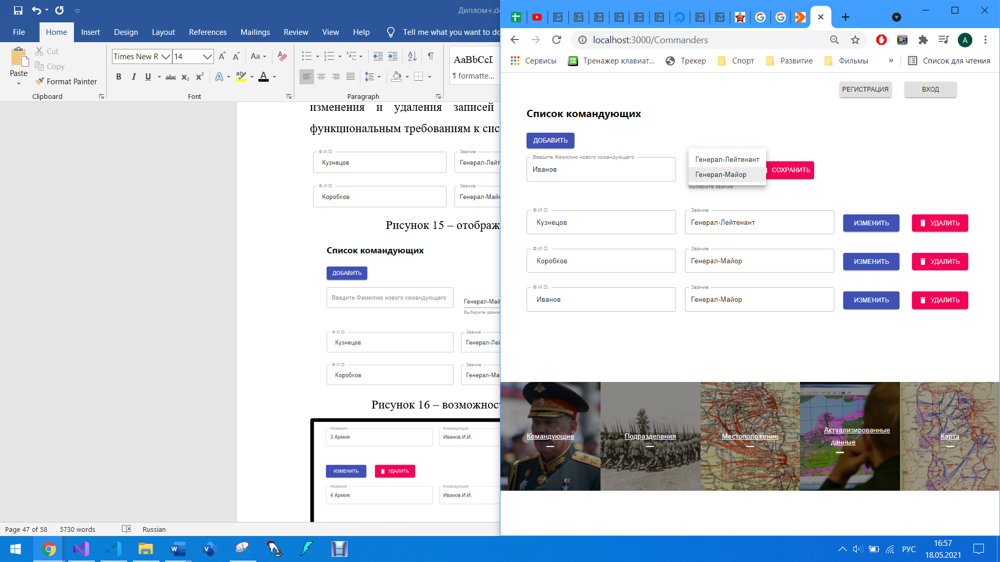 Диплом+.do
File
Home
Insert
Design
Layout
References
Mailings
Review
View
Help
Tell me what you want to do
Paste
Cut
Copy
Format Painter
Clipboard
Times New R
14
Aa
B I U abc x₂ x²
Font
Paragraph
AaBbCcD
¶ formatte...
изменения и удаления записей
функциональным требованиям к сис
Ф.И.О.
Кузнецов
Звание
Генерал-Лейт
Коробков
Генерал-Майо
Рисунок 15 – отображ
Список командующих
ДОБАВИТЬ
Введите Фамилию нового командующего
Генерал-Май
Выберите звани
Ф.И.О.
Кузнецов
Звание
Генерал-Лей
Ф.И.О.
Коробков
Звание
Генерал-Ма
Рисунок 16 – возможност
Название
3 Армия
Командующий
Иванов.И.И.
ИЗМЕНИТЬ
УДАЛИТЬ
Название
4 Армия
Командующий
Иванов.И.И.
Page 47 of 58
5730 words
Russian
localhost:3000/Commanders
A
Сервисы
Тренажер клавиат...
Трекер
Спорт
Развитие
Фильмы
»
Список для чтения
РЕГИСТРАЦИЯ
ВХОД
Список командующих
ДОБАВИТЬ
Введите Фамилию нового командующего
Иванов
Генерал-Лейтенант
Генерал-Майор
Выберите звание
СОХРАНИТЬ
Ф.И.О.
Кузнецов
Звание
Генерал-Лейтенант
ИЗМЕНИТЬ
УДАЛИТЬ
Ф.И.О.
Коробков
Звание
Генерал-Майор
ИЗМЕНИТЬ
УДАЛИТЬ
Ф.И.О.
Иванов
Звание
Генерал-Майор
ИЗМЕНИТЬ
УДАЛИТЬ
Командующие
Подразделения
Местоположение
Актуализированные
данные
Карта
РУС
16:57
18.05.2021